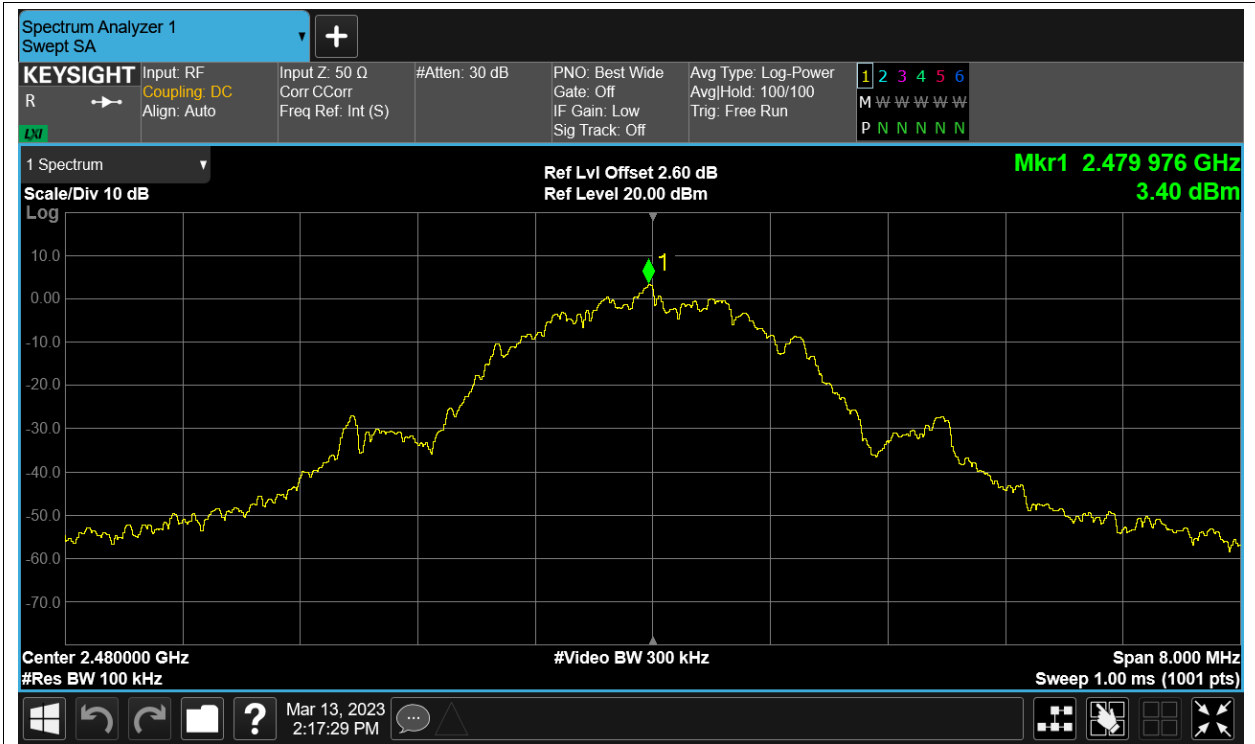 Spectrum Analyzer 1
Swept SA
KEYSIGHT
R
LXI
Input: RF
Coupling: DC
Align: Auto
Input Z: 50 Ω
Corr CCorr
Freq Ref: Int (S)
#Atten: 30 dB
PNO: Best Wide
Gate: Off
IF Gain: Low
Sig Track: Off
Avg Type: Log-Power
Avg|Hold: 100/100
Trig: Free Run
1 2 3 4 5 6
M W W W W W
P N N N N N
1 Spectrum
Scale/Div 10 dB
Log
Ref Lvl Offset 2.60 dB
Ref Level 20.00 dBm
Mkr1 2.479 976 GHz
3.40 dBm
1
10.0
0.00
-10.0
-20.0
-30.0
-40.0
-50.0
-60.0
-70.0
Center 2.480000 GHz
#Res BW 100 kHz
#Video BW 300 kHz
Span 8.000 MHz
Sweep 1.00 ms (1001 pts)
?
Mar 13, 2023
2:17:29 PM